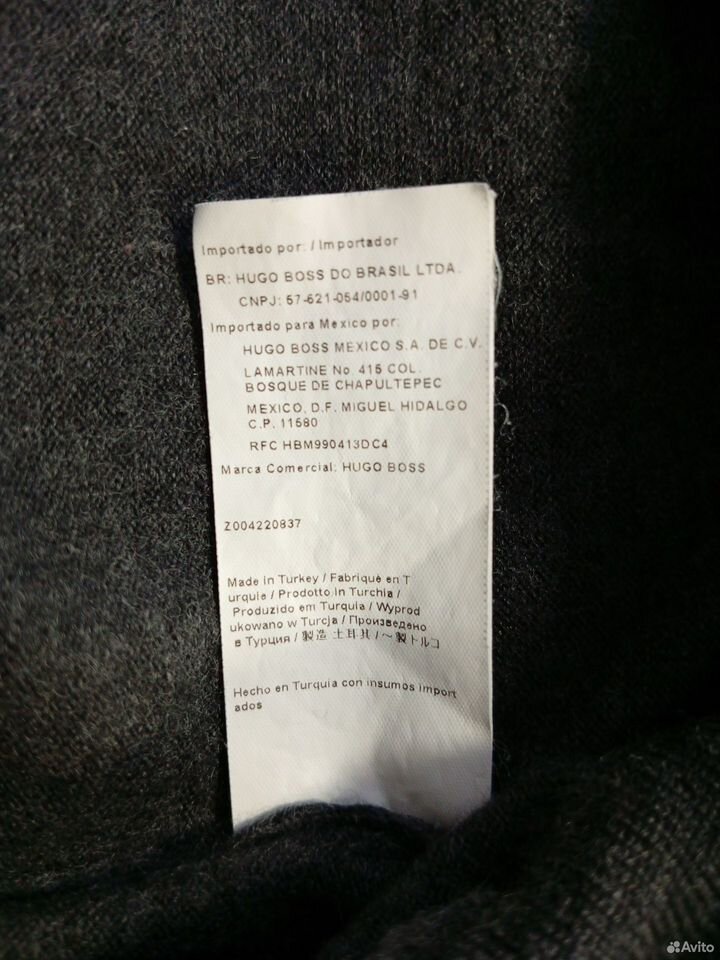 Importado por: / Importador
BR: HUGO BOSS DO BRASIL LTDA.
CNPJ: 57-621-054/0001-91
Importado para Mexico por:
HUGO BOSS MEXICO S.A. DE C.V.
LAMARTINE No. 415 COL.
BOSQUE DE CHAPULTEPEC
MEXICO, D.F. MIGUEL HIDALGO
C.P. 11580
RFC HBM990413DC4
Marca Comercial: HUGO BOSS
Z004220837
Made in Turkey / Fabriqué en T
urquie / Prodotto in Turchia /
Produzido em Turquia / Wyprod
ukowano w Turcja / Произведено
в Турция / 製造 土耳其 / ～製トルコ
Hecho en Turquia con insumos import
ados
Avito